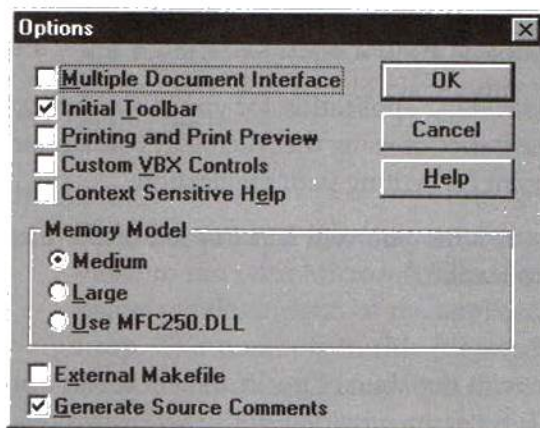 Options
Multiple Document Interface
OK
Initial Toolbar
Printing and Print Preview
Cancel
Custom VBX Controls
Help
Context Sensitive Help
Memory Model
Medium
Large
Use MFC250.DLL
External Makefile
Generate Source Comments